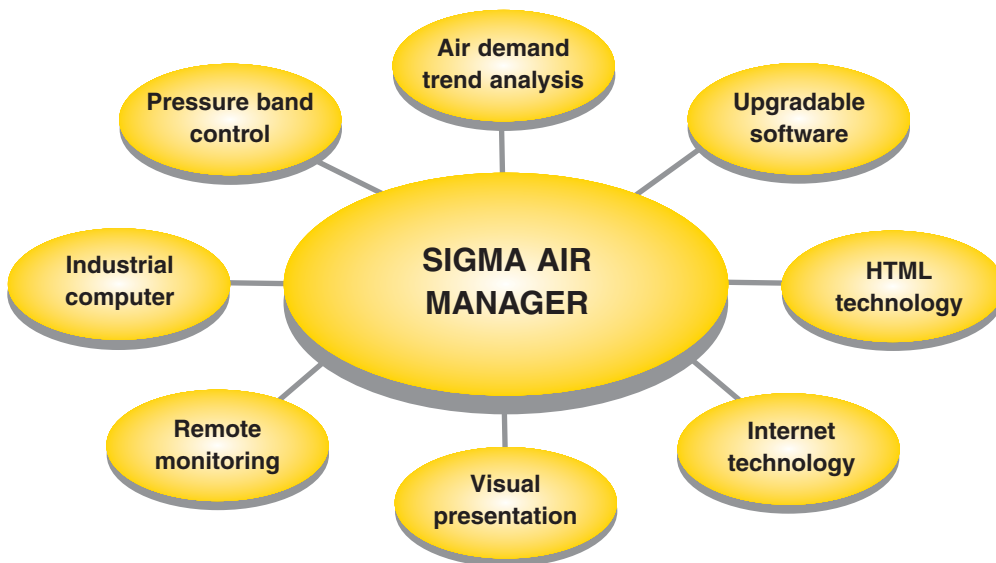 Air demand
trend analysis
Pressure band
control
Upgradable
software
Industrial
computer
SIGMA AIR
MANAGER
HTML
technology
Remote
monitoring
Internet
technology
Visual
presentation